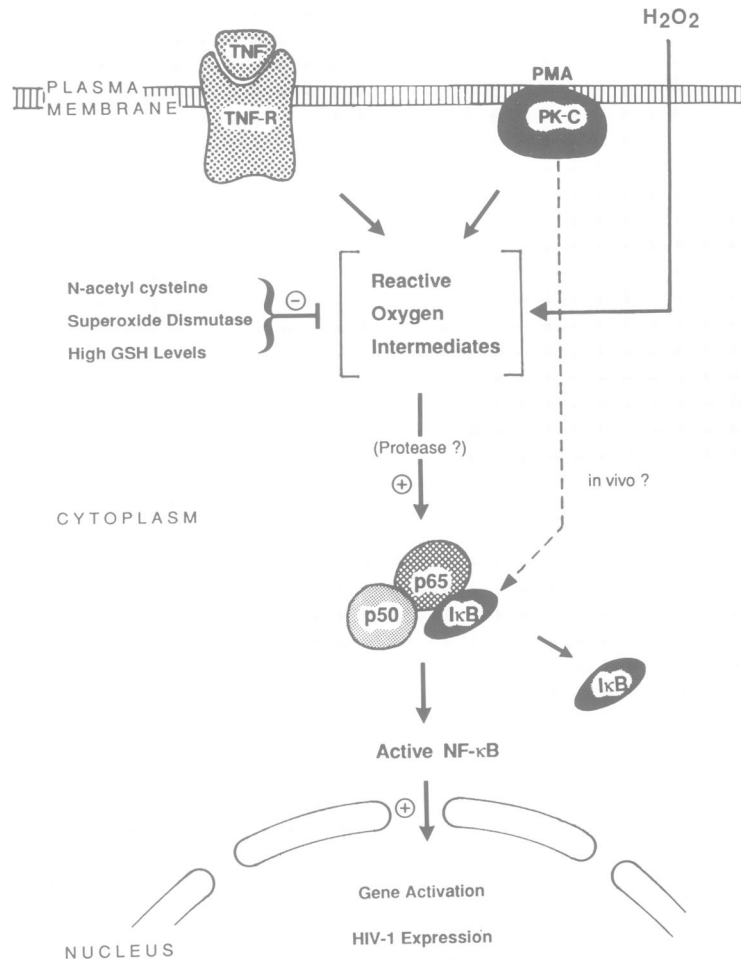 H2O2
TNF
PMA
PLASMA
MEMBRANE
TNF-R
PK-C
N-acetyl cysteine
Superoxide Dismutase
High GSH Levels
−
Reactive
Oxygen
Intermediates
(Protease ?)
+
in vivo ?
CYTOPLASM
p65
p50
IκB
IκB
Active NF-κB
+
Gene Activation
HIV-1 Expression
NUCLEUS